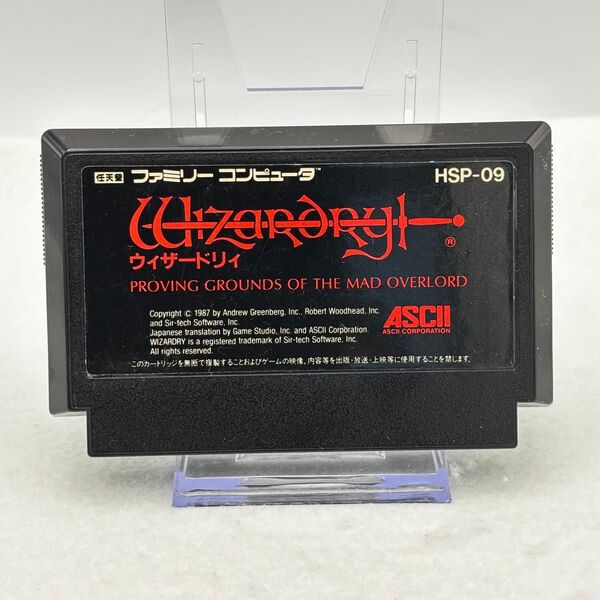 任天堂 ファミリー コンピュータ™ HSP-09
Wizardry®
ウィザードリィ
PROVING GROUNDS OF THE MAD OVERLORD
Copyright © 1987 by Andrew Greenberg, Inc., Robert Woodhead, Inc.
and Sir-tech Software, Inc.
Japanese translation by Game Studio, Inc. and ASCII Corporation.
WIZARDRY is a registered trademark of Sir-tech Software, Inc.
All rights reserved.
ASCII
ASCII CORPORATION
このカートリッジを無断で複製することおよびゲームの映像、内容等を出版・放送・上映等に使用することを禁じます.